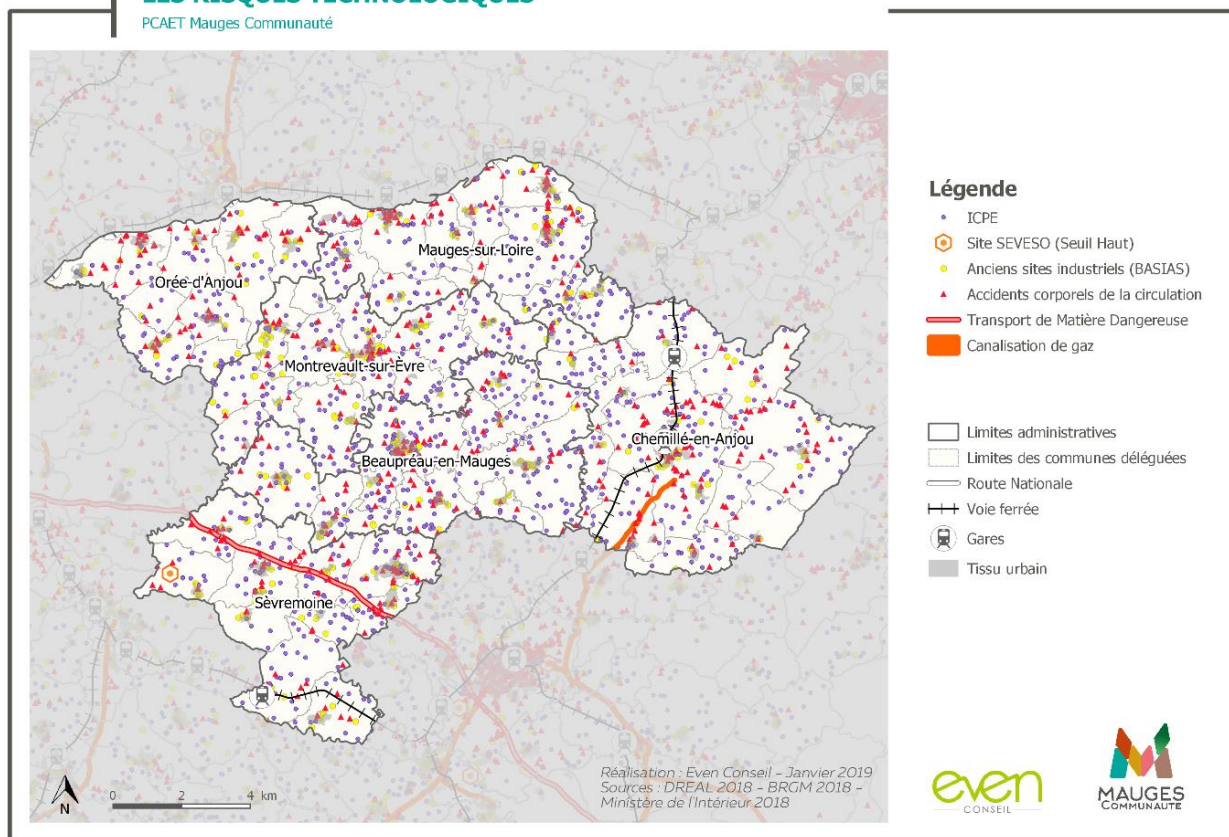 LES RISQUES TECHNOLOGIQUES
PCAET Mauges Communauté
Mauges-sur-Loire
Orée-d'Anjou
Montrevault-sur-Èvre
Chemillé-en-Anjou
Beaupréau-en-Mauges
Sèvremoine
N
0 2 4 km
Réalisation : Even Conseil - Janvier 2019
Sources : DREAL 2018 - BRGM 2018 -
Ministère de l'Intérieur 2018
Légende
ICPE
Site SEVESO (Seuil Haut)
Anciens sites industriels (BASIAS)
Accidents corporels de la circulation
Transport de Matière Dangereuse
Canalisation de gaz
Limites administratives
Limites des communes déléguées
Route Nationale
Voie ferrée
Gares
Tissu urbain
even
CONSEIL
MAUGES
COMMUNAUTÉ